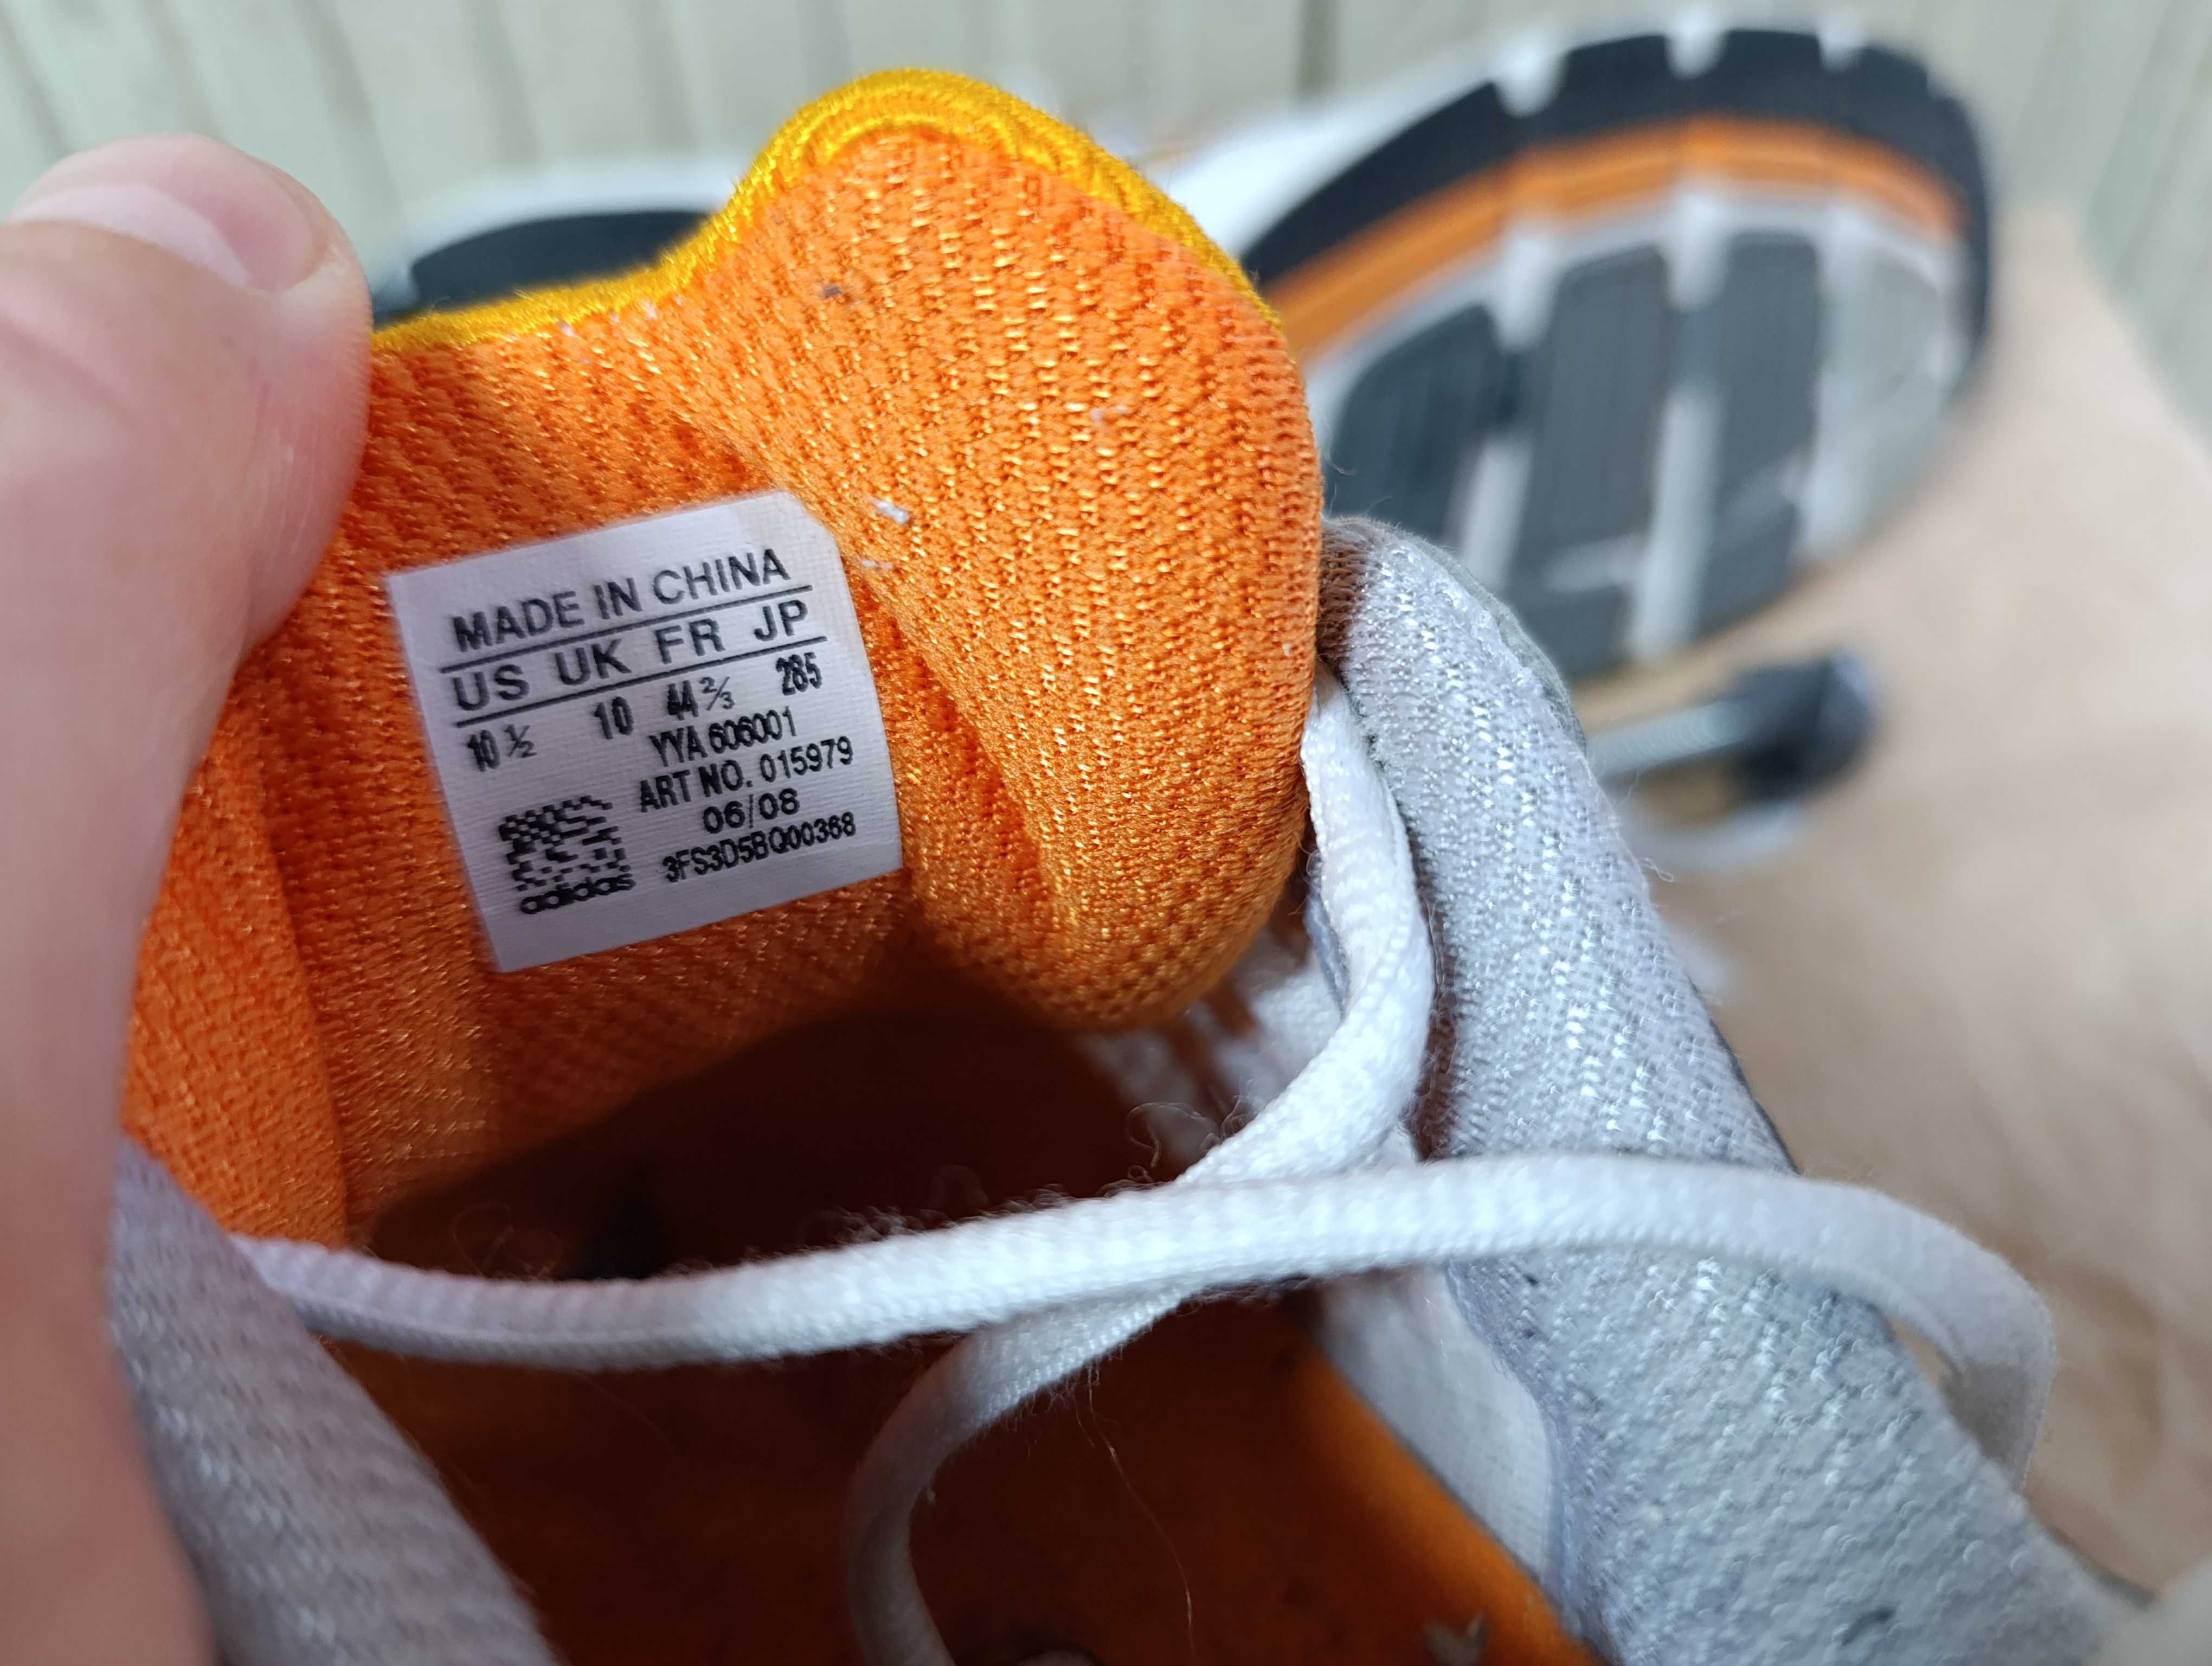 MADE IN CHINA
US UK FR JP
10 ½ 10 44 ⅔ 285
YYA 606001
ART NO. 015979
06/08
3FS3D5BQ00368
adidas